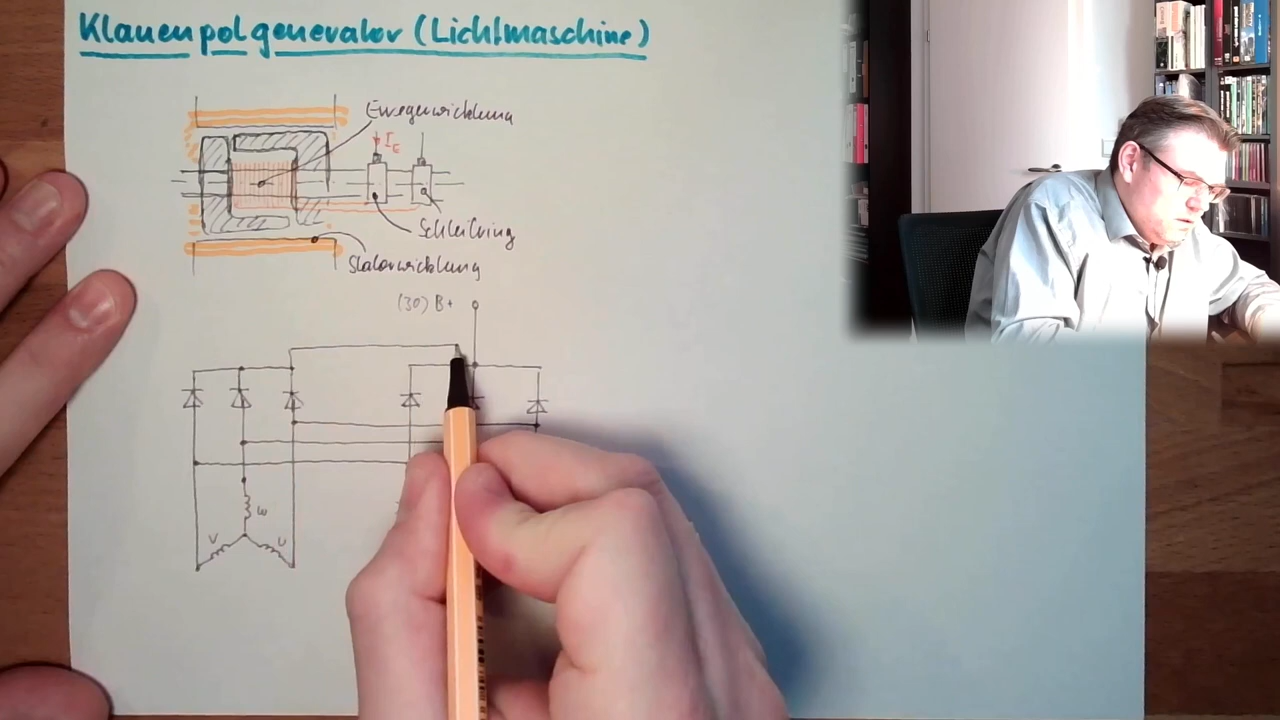 Klauenpolgenerator (Lichtmaschine)
Erregerwicklung
I_E
Schleifring
Statorwicklung
(30) B+
W
V U